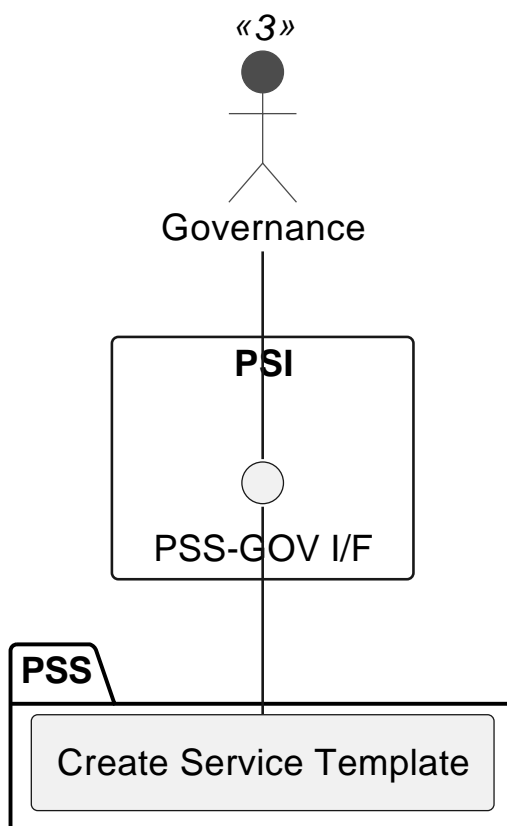 «3»
Governance
PSI
PSS-GOV I/F
PSS
Create Service Template